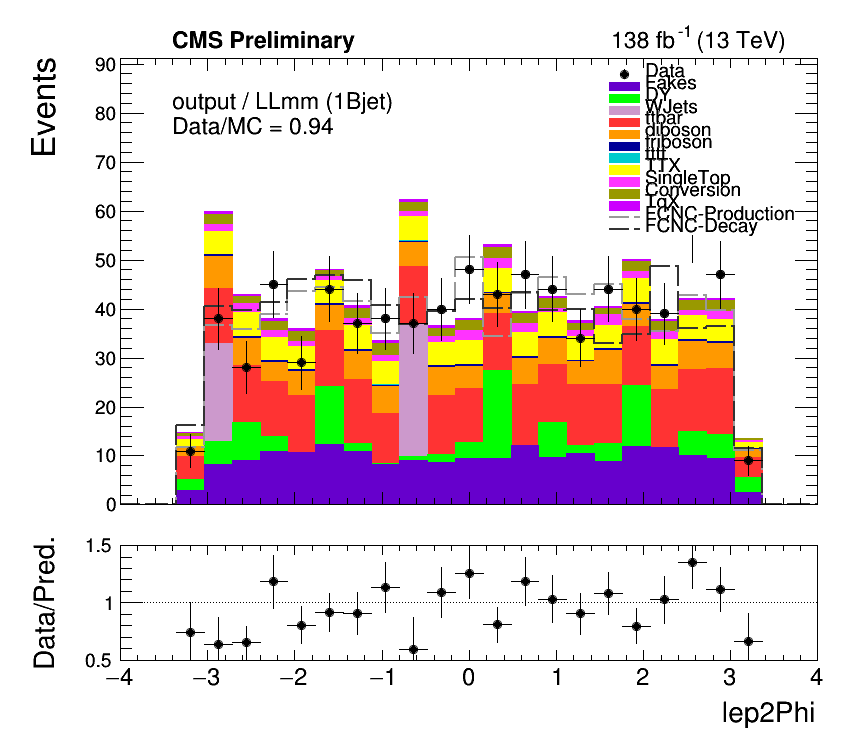 CMS Preliminary
138 fb-1 (13 TeV)
Events
output / LLmm (1Bjet)
Data/MC = 0.94
Data
Fakes
DY
WJets
ttbar
diboson
triboson
tttt
TTX
SingleTop
Conversion
TqX
FCNC-Production
FCNC-Decay
90
80
70
60
50
40
30
20
10
0
Data/Pred.
1.5
1
0.5
−4 −3 −2 −1 0 1 2 3 4
lep2Phi